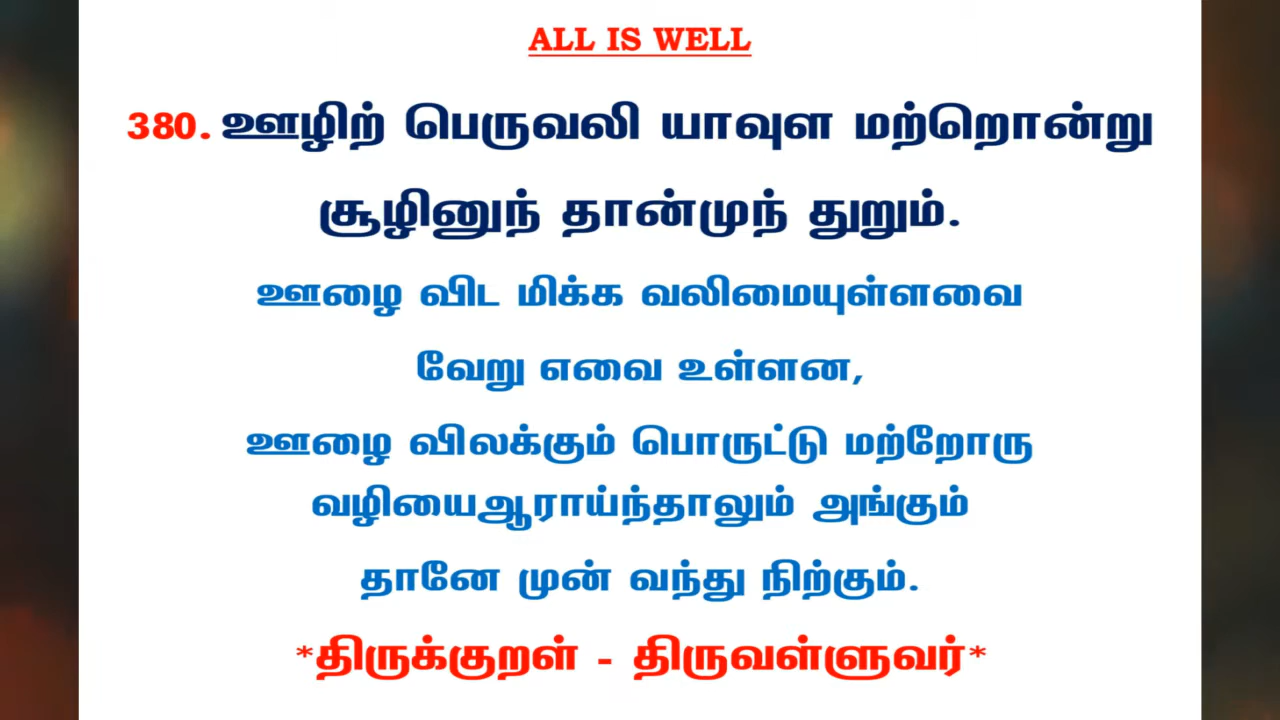 ALL IS WELL
380. ஊழிற் பெருவலி யாவுள மற்றொன்று
சூழினுந் தான்முந் துறும்.
ஊழை விட மிக்க வலிமையுள்ளவை
வேறு எவை உள்ளன,
ஊழை விலக்கும் பொருட்டு மற்றோரு
வழியைஆராய்ந்தாலும் அங்கும்
தானே முன் வந்து நிற்கும்.
*திருக்குறள் - திருவள்ளுவர்*